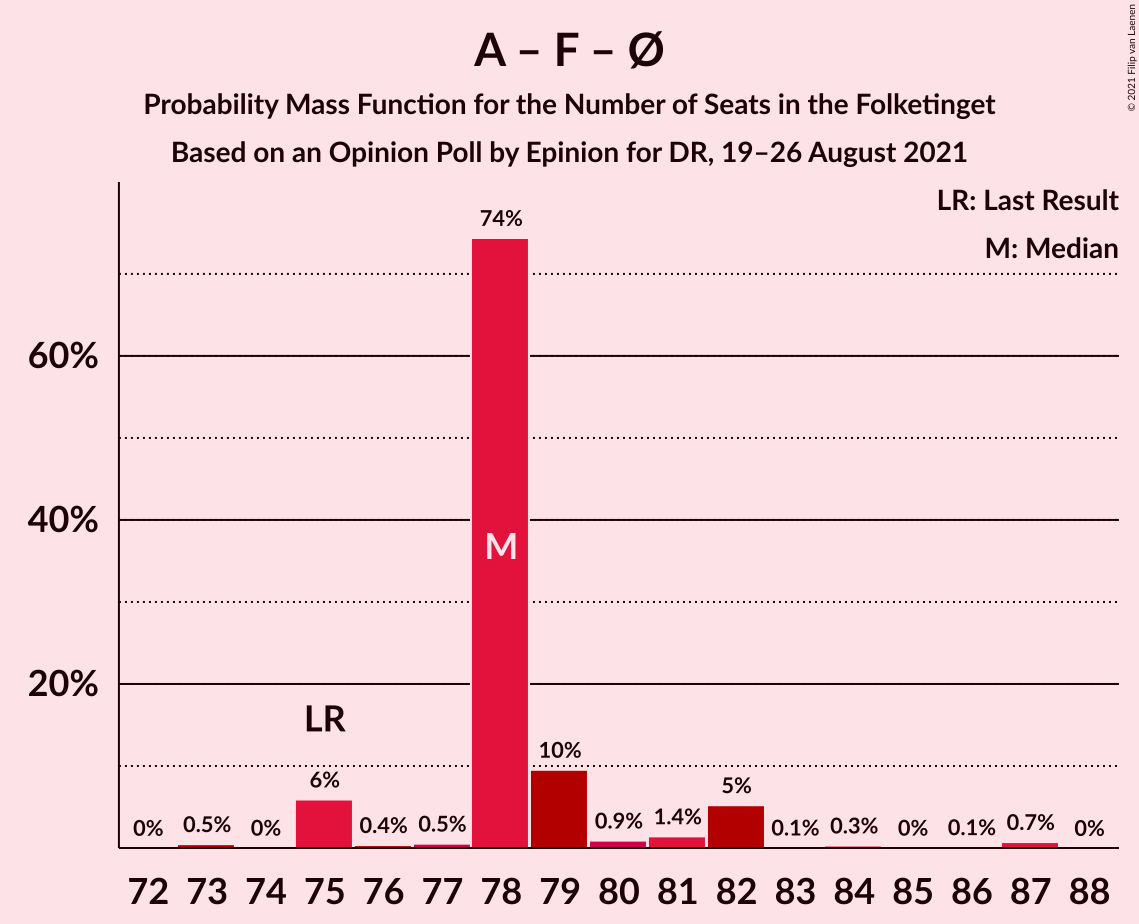 A – F – Ø
Probability Mass Function for the Number of Seats in the Folketinget
Based on an Opinion Poll by Epinion for DR, 19–26 August 2021
© 2021 Filip van Laenen
LR: Last Result
M: Median
60%
40%
20%
0%
0.5%
0%
6%
LR
0.4%
0.5%
74%
M
10%
0.9%
1.4%
5%
0.1%
0.3%
0%
0.1%
0.7%
0%
72 73 74 75 76 77 78 79 80 81 82 83 84 85 86 87 88